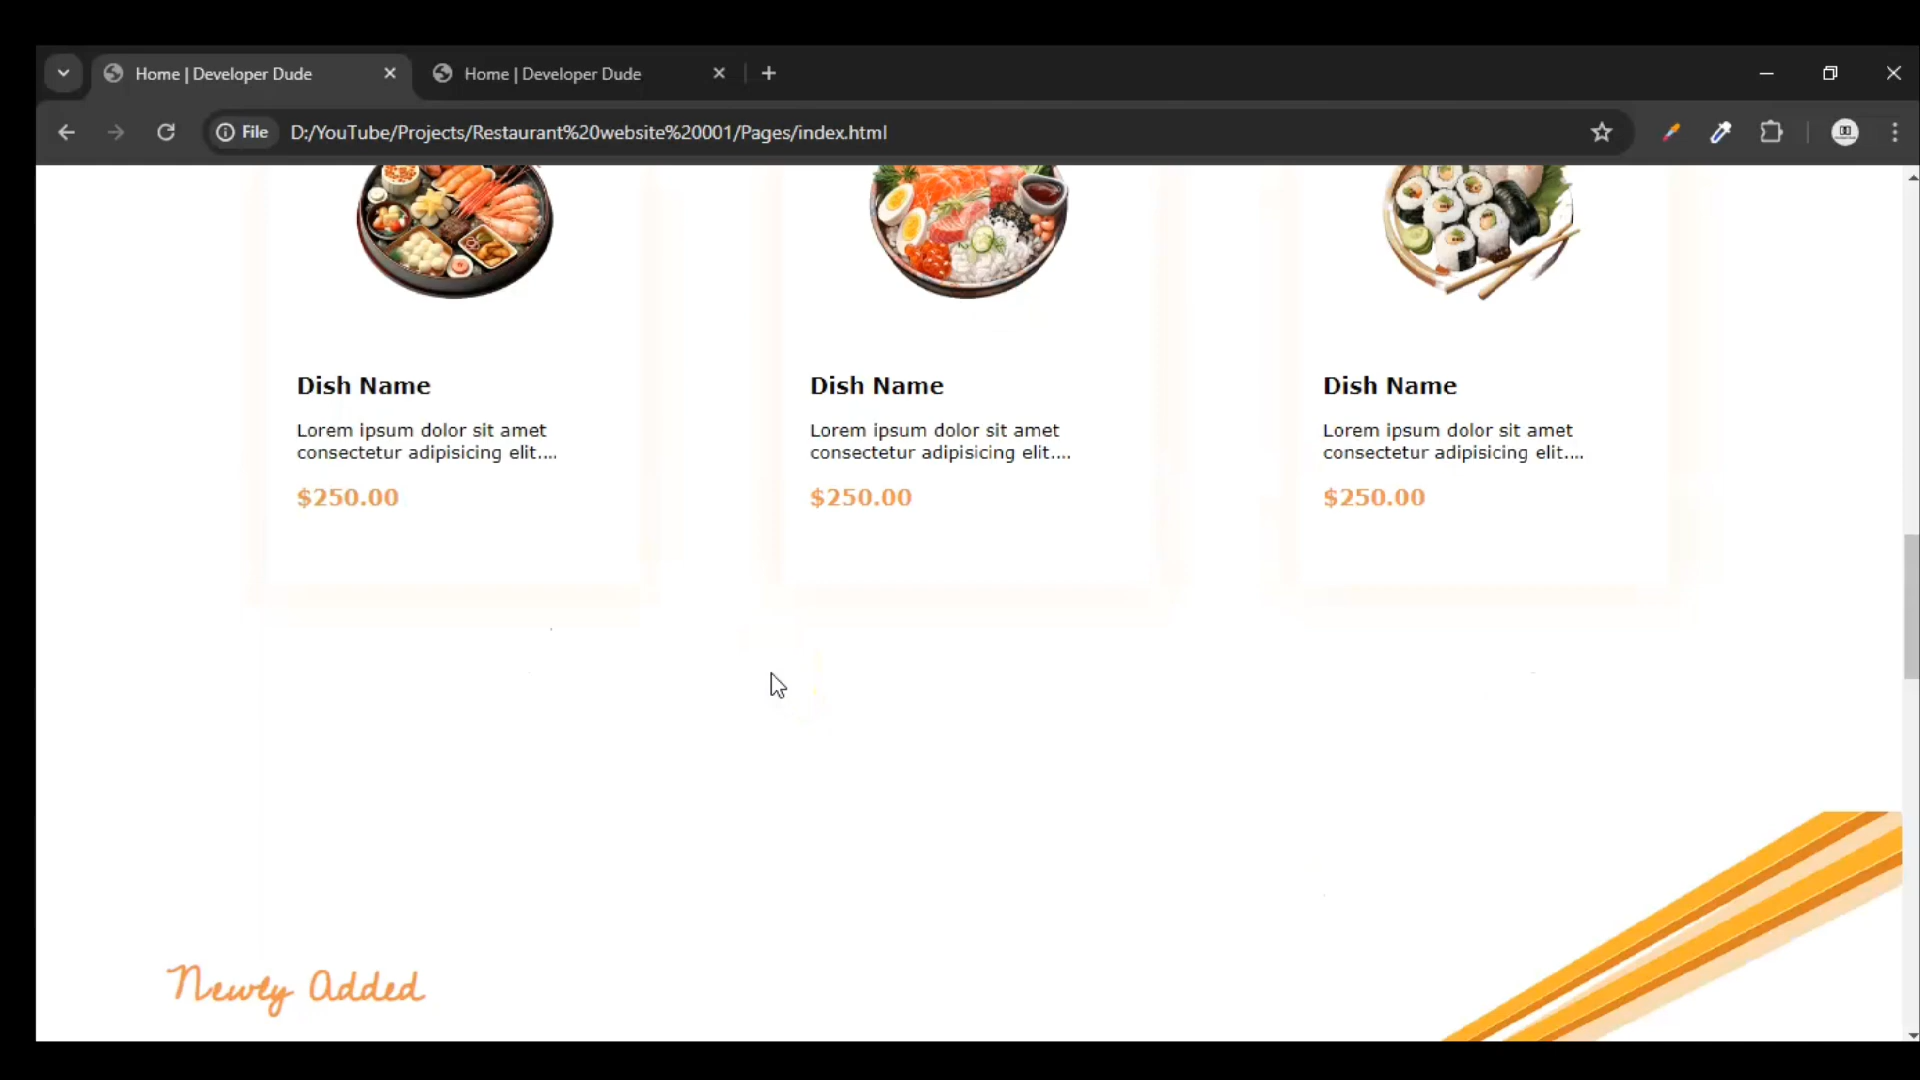 Home | Developer Dude
Home | Developer Dude
File
D:/YouTube/Projects/Restaurant%20website%20001/Pages/index.html
Dish Name
Lorem ipsum dolor sit amet
consectetur adipisicing elit....
$250.00
Dish Name
Lorem ipsum dolor sit amet
consectetur adipisicing elit....
$250.00
Dish Name
Lorem ipsum dolor sit amet
consectetur adipisicing elit....
$250.00
Newly Added